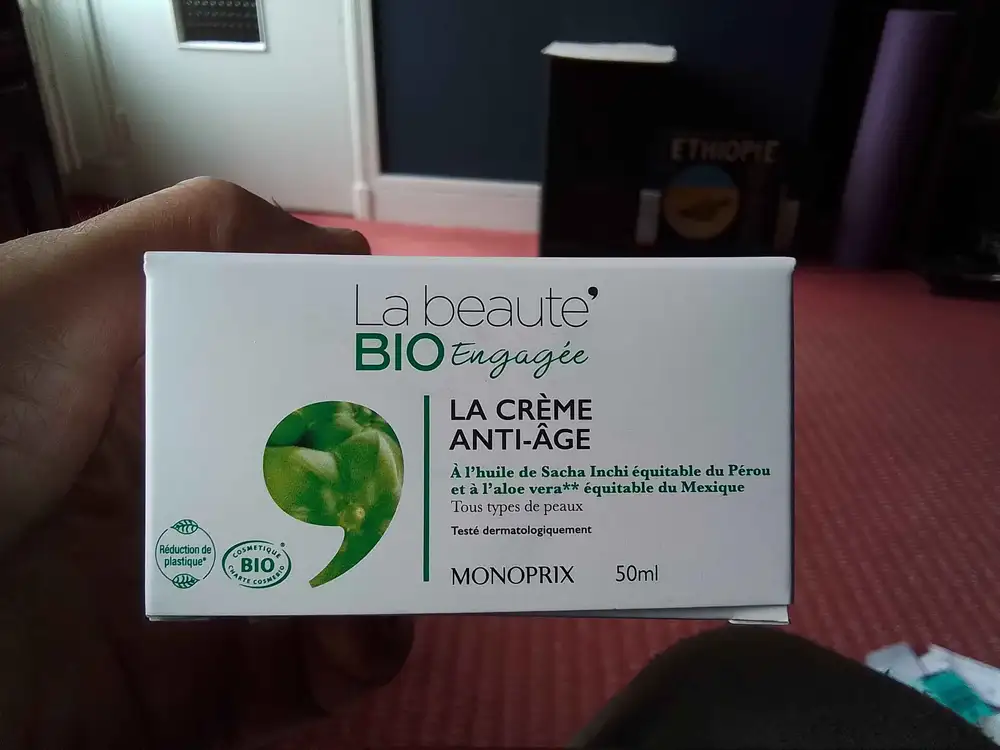 ETHIOPIE
La beaute’
BIO Engagée
LA CRÈME
ANTI-ÂGE
À l'huile de Sacha Inchi équitable du Pérou
et à l'aloe vera** équitable du Mexique
Tous types de peaux
Testé dermatologiquement
MONOPRIX 50ml
Réduction de
plastique*
COSMETIQUE
BIO
CHARTE COSMEBIO